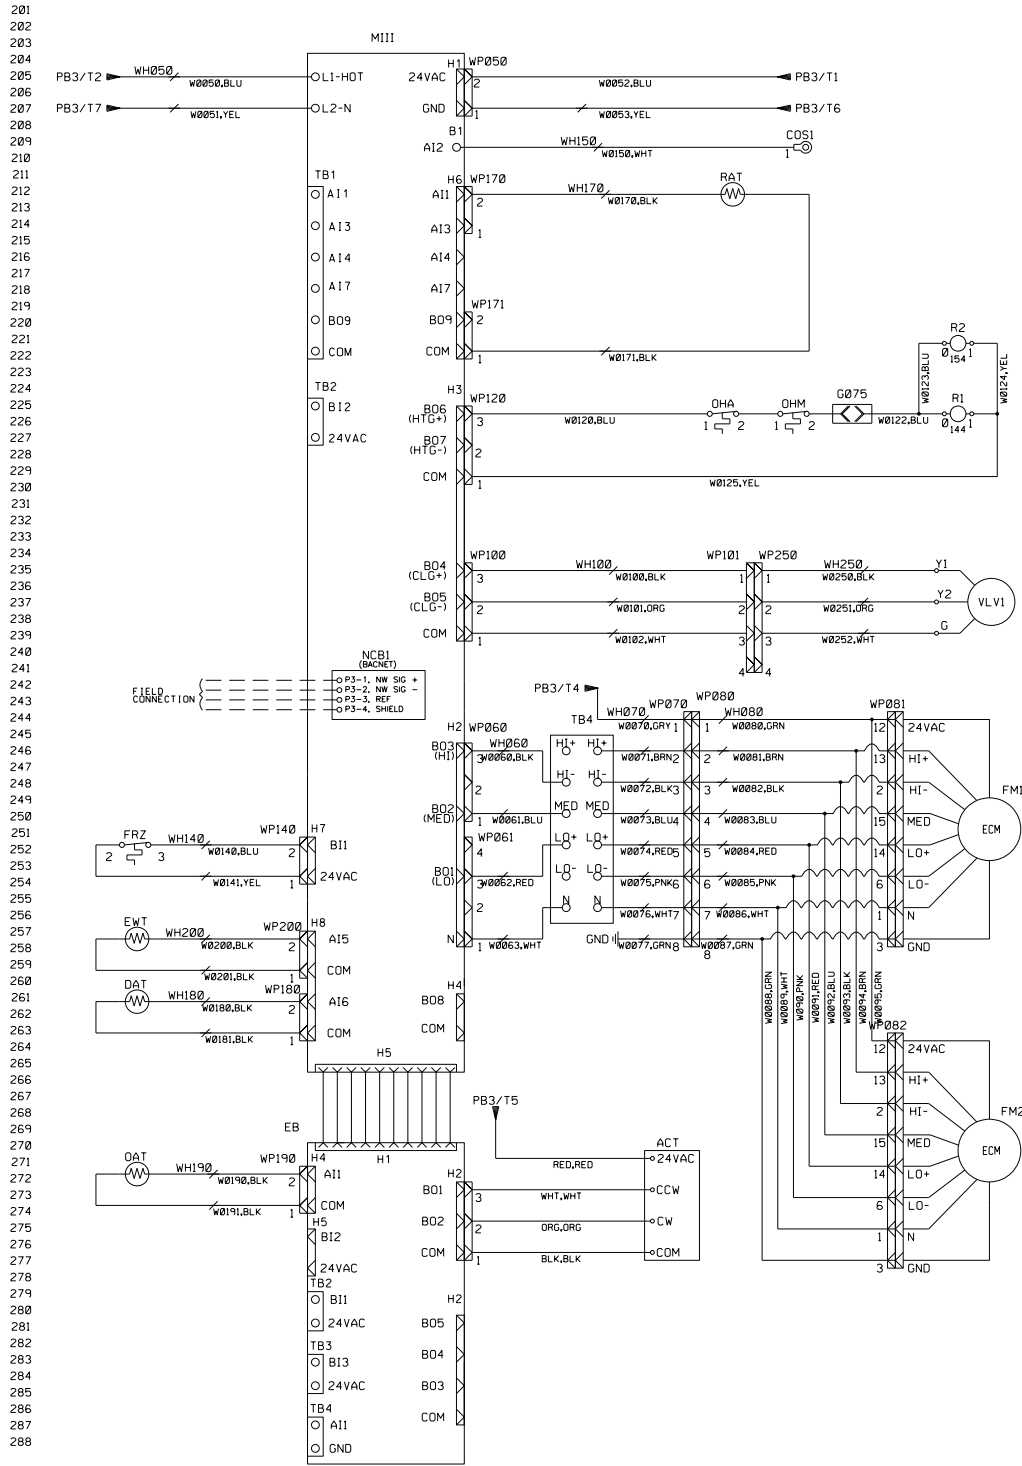 201
202
203
204
205
206
207
208
209
210
211
212
213
214
215
216
217
218
219
220
221
222
223
224
225
226
227
228
229
230
231
232
233
234
235
236
237
238
239
240
241
242
243
244
245
246
247
248
249
250
251
252
253
254
255
256
257
258
259
260
261
262
263
264
265
266
267
268
269
270
271
272
273
274
275
276
277
278
279
280
281
282
283
284
285
286
287
288
MIII
PB3/T2 WH050 W0050,BLU L1-HOT
PB3/T7 W0051,YEL L2-N
H1 WP050
24VAC 2 W0052,BLU PB3/T1
GND 1 W0053,YEL PB3/T6
B1
AI2 WH150 W0150,WHT 1 COS1
TB1
AI1
AI3
AI4
AI7
BO9
COM
H6 WP170
AI1 2 WH170 W0170,BLK RAT
AI3 1
AI4
AI7
WP171
BO9 2
COM 1 W0171,BLK
TB2
BI2
24VAC
H3
WP120
BO6 (HTG+) 3 W0120,BLU OHA 1 2 OHM 1 2 G075 W0122,BLU
BO7 (HTG-) 2
COM 1 W0125,YEL
R2 0 154 1
R1 0 144 1
W0123,BLU
W0124,YEL
WP100 WP101 WP250
BO4 (CLG+) 3 WH100 W0100,BLK 1 1 WH250 W0250,BLK Y1
BO5 (CLG-) 2 W0101,ORG 2 2 W0251,ORG Y2
COM 1 W0102,WHT 3 3 W0252,WHT G
4 4
VLV1
NCB1
(BACNET)
FIELD CONNECTION
P3-1, NW SIG +
P3-2, NW SIG -
P3-3, REF
P3-4, SHIELD
PB3/T4
H2 WP060
BO3 (HI) 3 WH060 W0060,BLK
2
BO2 (MED) 1 W0061,BLU
WP061
4
BO1 (LO) 3 W0062,RED
2
N 1 W0063,WHT
TB4
HI+ HI+
HI- HI-
MED MED
LO+ LO+
LO- LO-
N N
GND
WP070 WP080
WH070 W0070,GRY 1 1 WH080 W0080,GRN
W0071,BRN 2 2 W0081,BRN
W0072,BLK 3 3 W0082,BLK
W0073,BLU 4 4 W0083,BLU
W0074,RED 5 5 W0084,RED
W0075,PNK 6 6 W0085,PNK
W0076,WHT 7 7 W0086,WHT
W0077,GRN 8 8 W0087,GRN
WP081
12 24VAC
13 HI+
2 HI-
15 MED
14 LO+
6 LO-
1 N
3 GND
FM1
ECM
W0088,GRN
W0089,WHT
W090,PNK
W0091,RED
W0092,BLU
W0093,BLK
W0094,BRN
W0095,GRN
WP082
12 24VAC
13 HI+
2 HI-
15 MED
14 LO+
6 LO-
1 N
3 GND
FM2
ECM
FRZ 2 3 WH140 W0140,BLU WP140 2 H7 BI1
W0141,YEL 1 24VAC
EWT WH200 W0200,BLK WP200 2 H8 AI5
W0201,BLK 1 COM
DAT WH180 W0180,BLK WP180 2 AI6
W0181,BLK 1 COM
H4
BO8
COM
H5
EB
H1
OAT WH190 W0190,BLK WP190 2 H4 AI1
W0191,BLK 1 COM
H5
BI2
24VAC
TB2
BI1
24VAC
TB3
BI3
24VAC
TB4
AI1
GND
PB3/T5
ACT
RED,RED 24VAC
H2
BO1 3 WHT,WHT CCW
BO2 2 ORG,ORG CW
COM 1 BLK,BLK COM
H2
BO5
BO4
BO3
COM